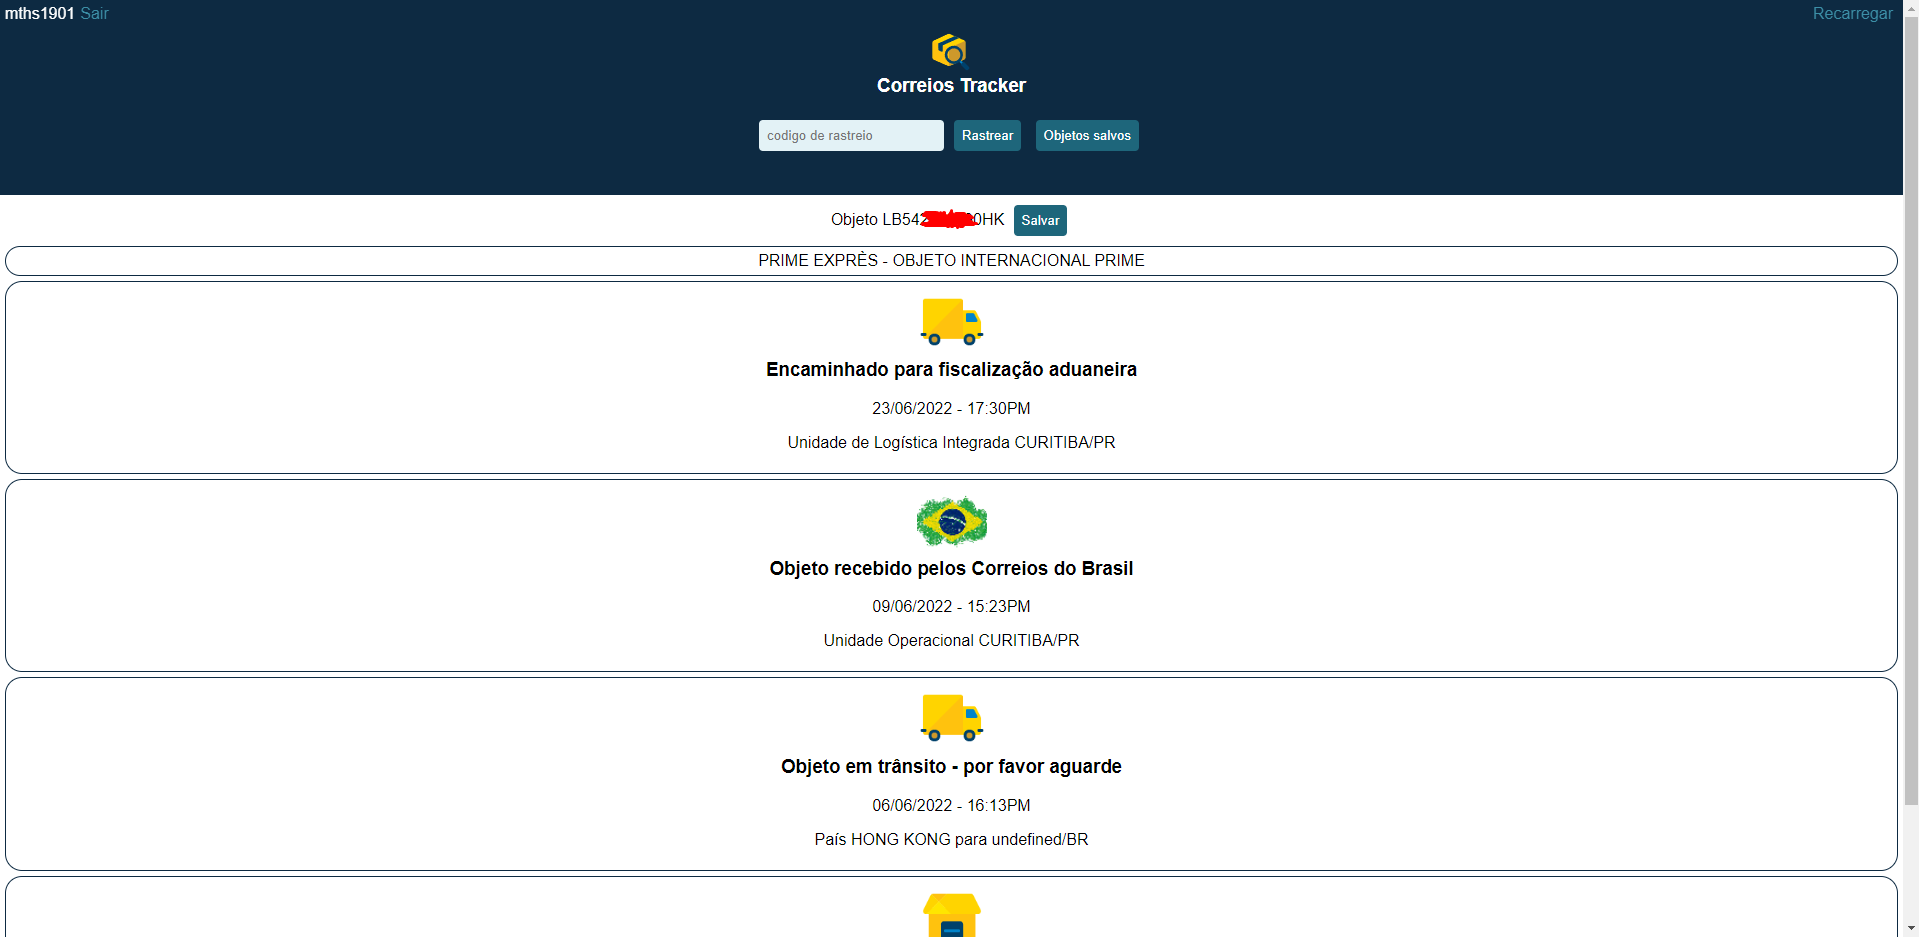 mths1901 Sair
Recarregar
Correios Tracker
codigo de rastreio
Rastrear
Objetos salvos
Objeto LB54 0HK
Salvar
PRIME EXPRÈS - OBJETO INTERNACIONAL PRIME
Encaminhado para fiscalização aduaneira
23/06/2022 - 17:30PM
Unidade de Logística Integrada CURITIBA/PR
Objeto recebido pelos Correios do Brasil
09/06/2022 - 15:23PM
Unidade Operacional CURITIBA/PR
Objeto em trânsito - por favor aguarde
06/06/2022 - 16:13PM
País HONG KONG para undefined/BR